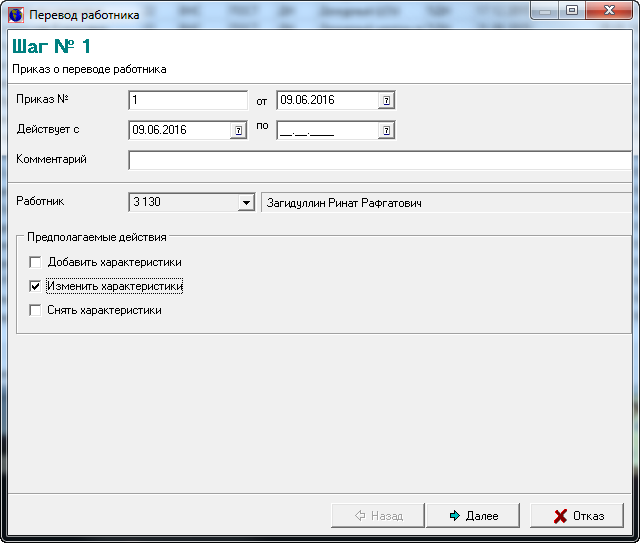 Перевод работника
Шаг № 1
Приказ о переводе работника
Приказ № 1 от 09.06.2016
Действует с 09.06.2016 по __.__.____
Комментарий
Работник 3 130 Загидуллин Ринат Рафгатович
Предполагаемые действия
Добавить характеристики
Изменить характеристики
Снять характеристики
Назад Далее Отказ